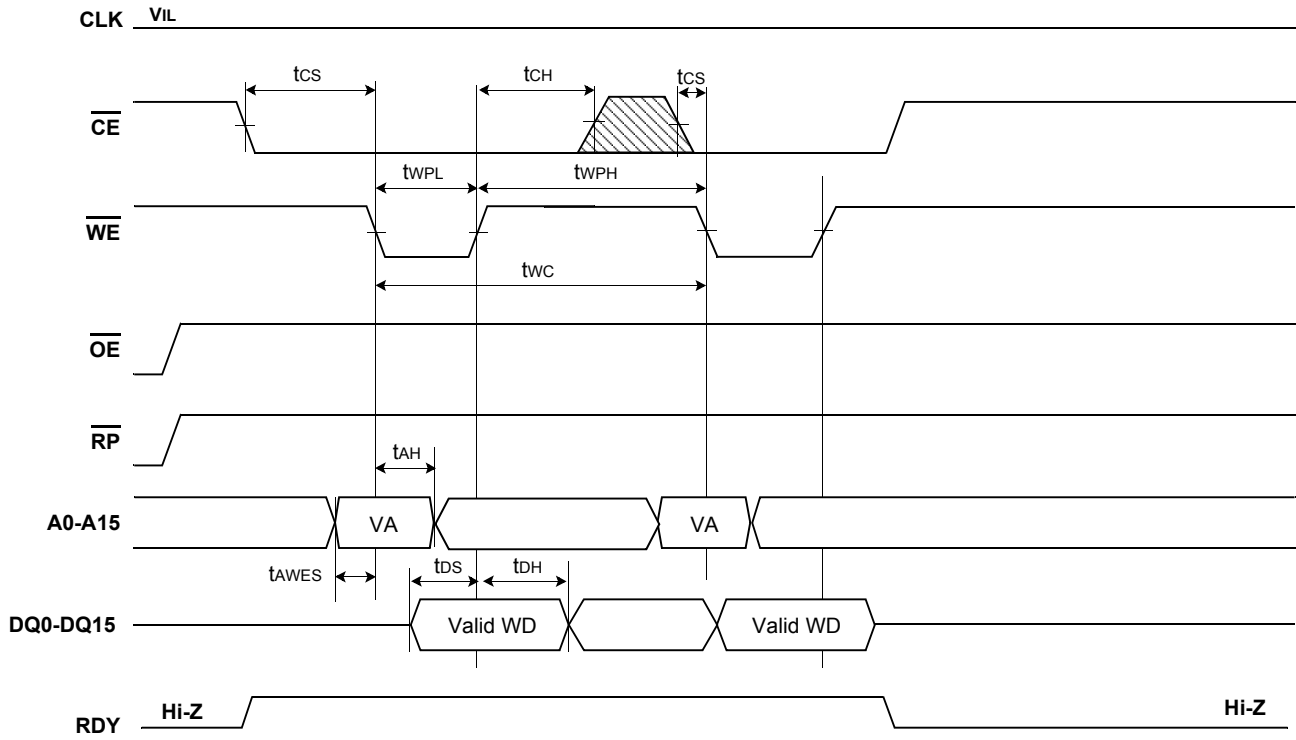 CLK VIL
tCS tCH tCS
CE
tWPL tWPH
WE
tWC
OE
RP
tAH
A0-A15 VA VA
tAWES tDS tDH
DQ0-DQ15 Valid WD Valid WD
Hi-Z Hi-Z
RDY